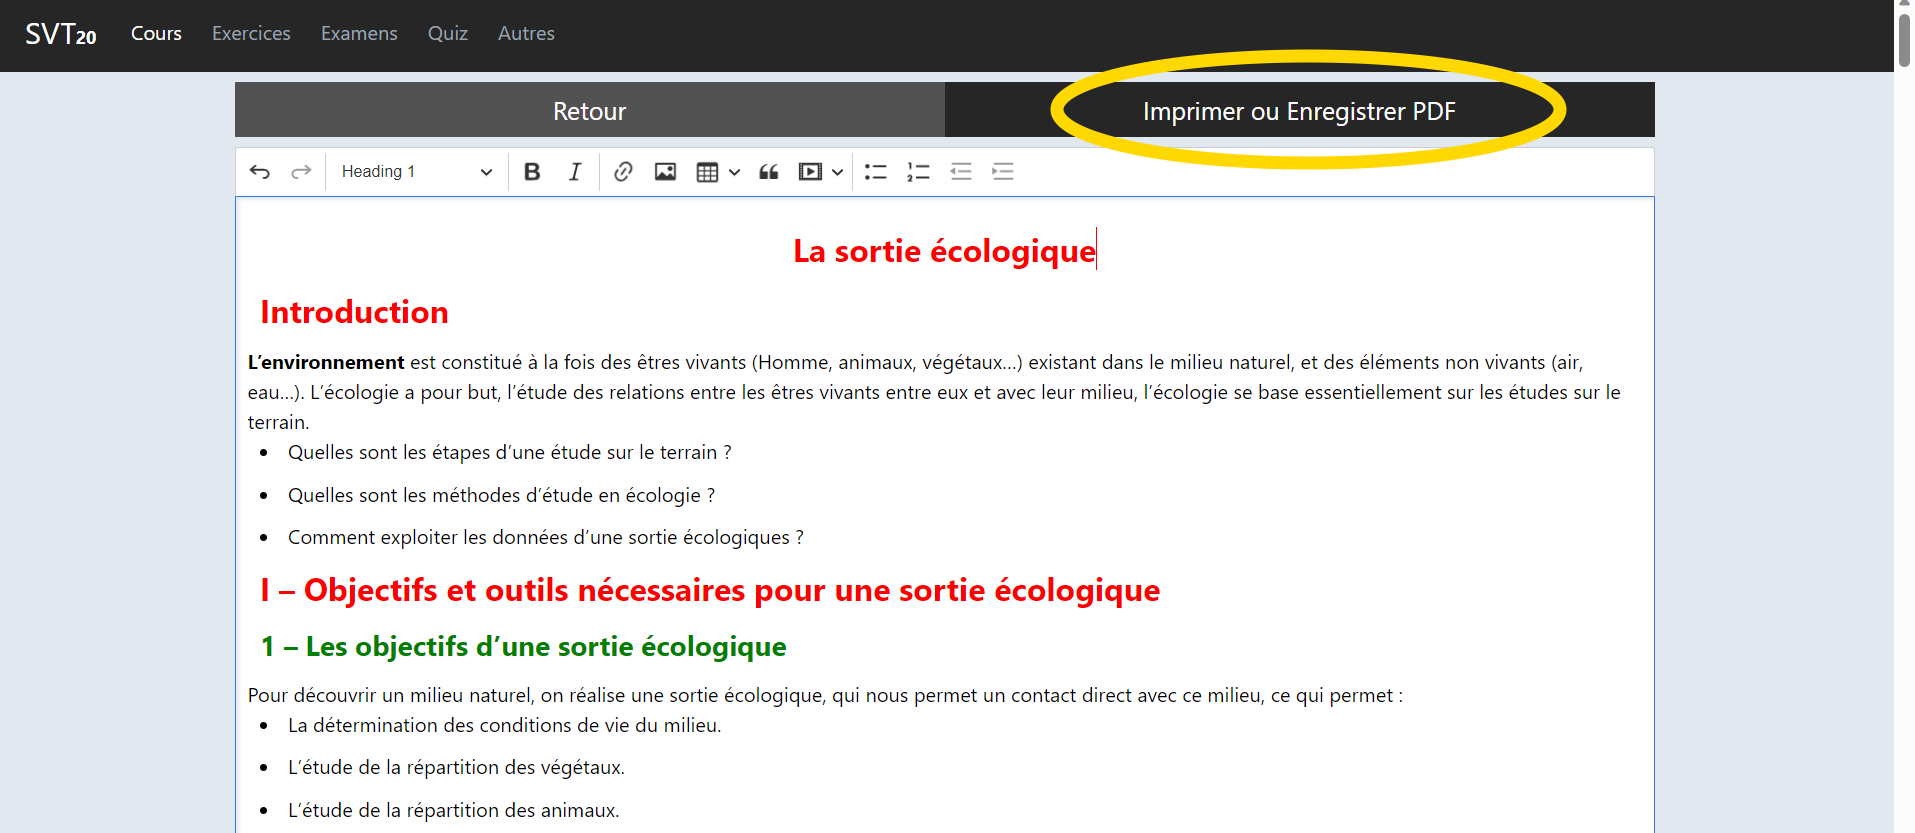 SVT20 Cours Exercices Examens Quiz Autres
Retour Imprimer ou Enregistrer PDF
Heading 1
La sortie écologique
Introduction
L’environnement est constitué à la fois des êtres vivants (Homme, animaux, végétaux…) existant dans le milieu naturel, et des éléments non vivants (air,
eau…). L’écologie a pour but, l’étude des relations entre les êtres vivants entre eux et avec leur milieu, l’écologie se base essentiellement sur les études sur le
terrain.
• Quelles sont les étapes d’une étude sur le terrain ?
• Quelles sont les méthodes d’étude en écologie ?
• Comment exploiter les données d’une sortie écologiques ?
I – Objectifs et outils nécessaires pour une sortie écologique
1 – Les objectifs d’une sortie écologique
Pour découvrir un milieu naturel, on réalise une sortie écologique, qui nous permet un contact direct avec ce milieu, ce qui permet :
• La détermination des conditions de vie du milieu.
• L’étude de la répartition des végétaux.
• L’étude de la répartition des animaux.